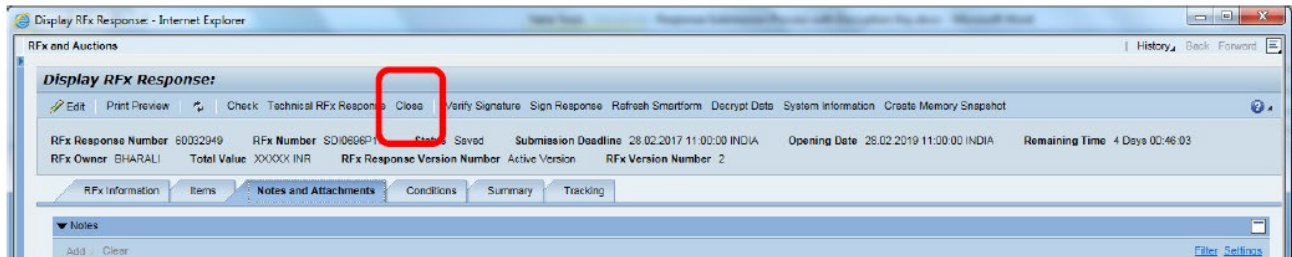 Display RFx Response: - Internet Explorer
RFx and Auctions History Back Forward
Display RFx Response:
Edit Print Preview Check Technical RFx Response Close Verify Signature Sign Response Refresh Smartform Decrypt Data System Information Create Memory Snapshot
RFx Response Number 60032949 RFx Number SDI0696P1 Status Saved Submission Deadline 28.02.2017 11:00:00 INDIA Opening Date 28.02.2019 11:00:00 INDIA Remaining Time 4 Days 00:46:03
RFx Owner BHARALI Total Value XXXXX INR RFx Response Version Number Active Version RFx Version Number 2
RFx Information Items Notes and Attachments Conditions Summary Tracking
Notes
Add Clear Filter Settings